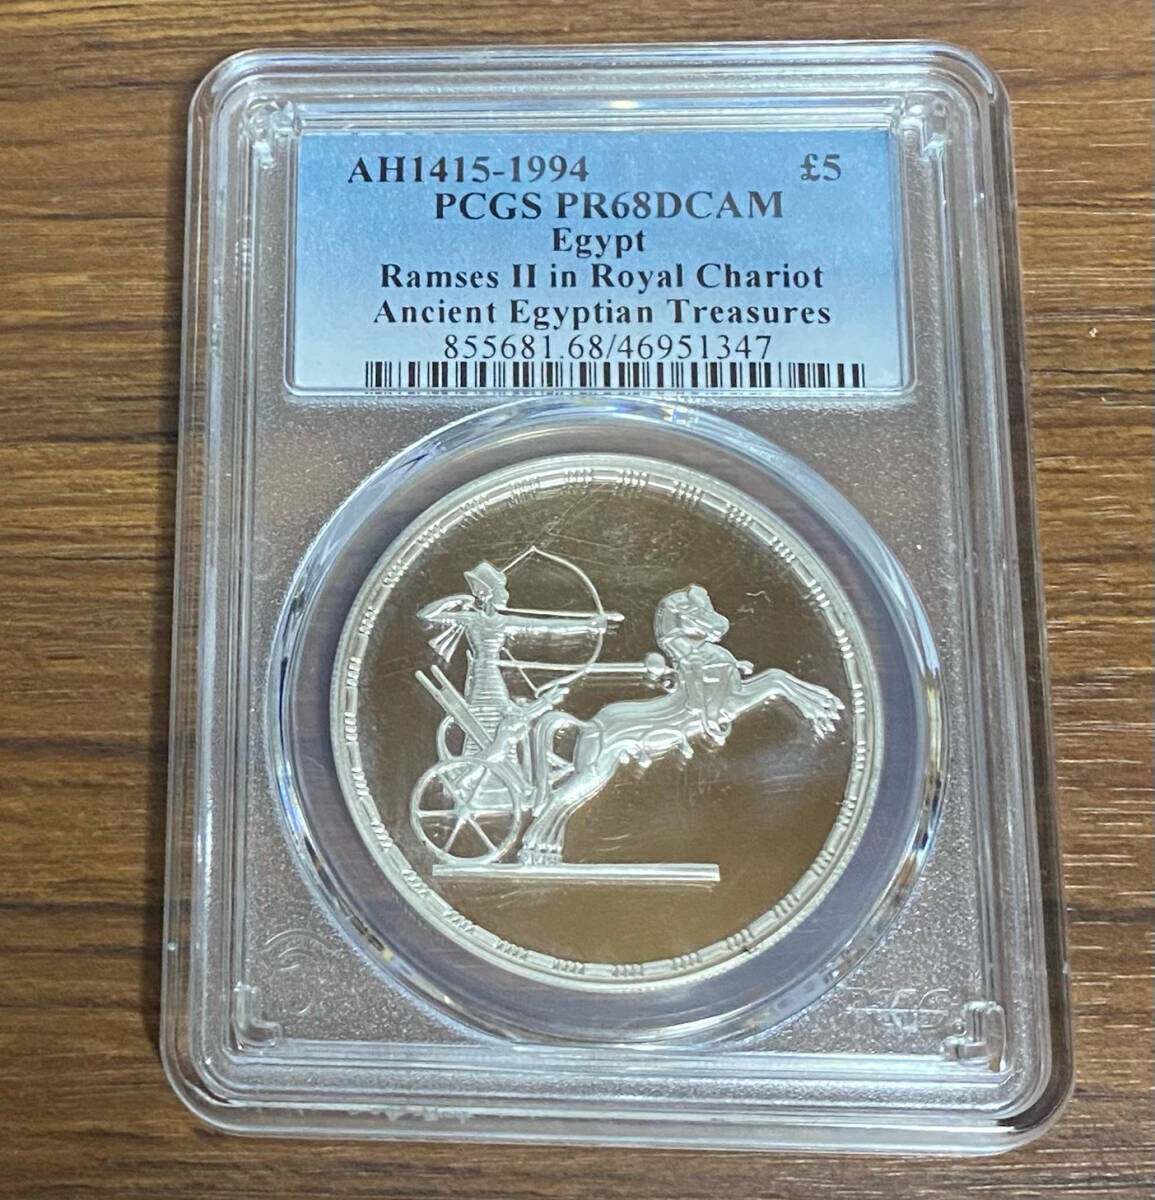 AH1415-1994 £5
PCGS PR68DCAM
Egypt
Ramses II in Royal Chariot
Ancient Egyptian Treasures
855681.68/46951347